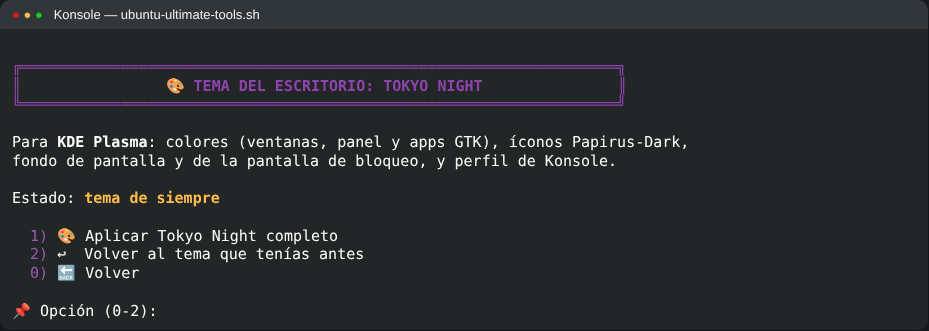 Konsole — ubuntu-ultimate-tools.sh
🎨 TEMA DEL ESCRITORIO: TOKYO NIGHT
Para KDE Plasma: colores (ventanas, panel y apps GTK), íconos Papirus-Dark,
fondo de pantalla y de la pantalla de bloqueo, y perfil de Konsole.
Estado: tema de siempre
1) 🎨 Aplicar Tokyo Night completo
2) ↩ Volver al tema que tenías antes
0) 🔙 Volver
📌 Opción (0-2):